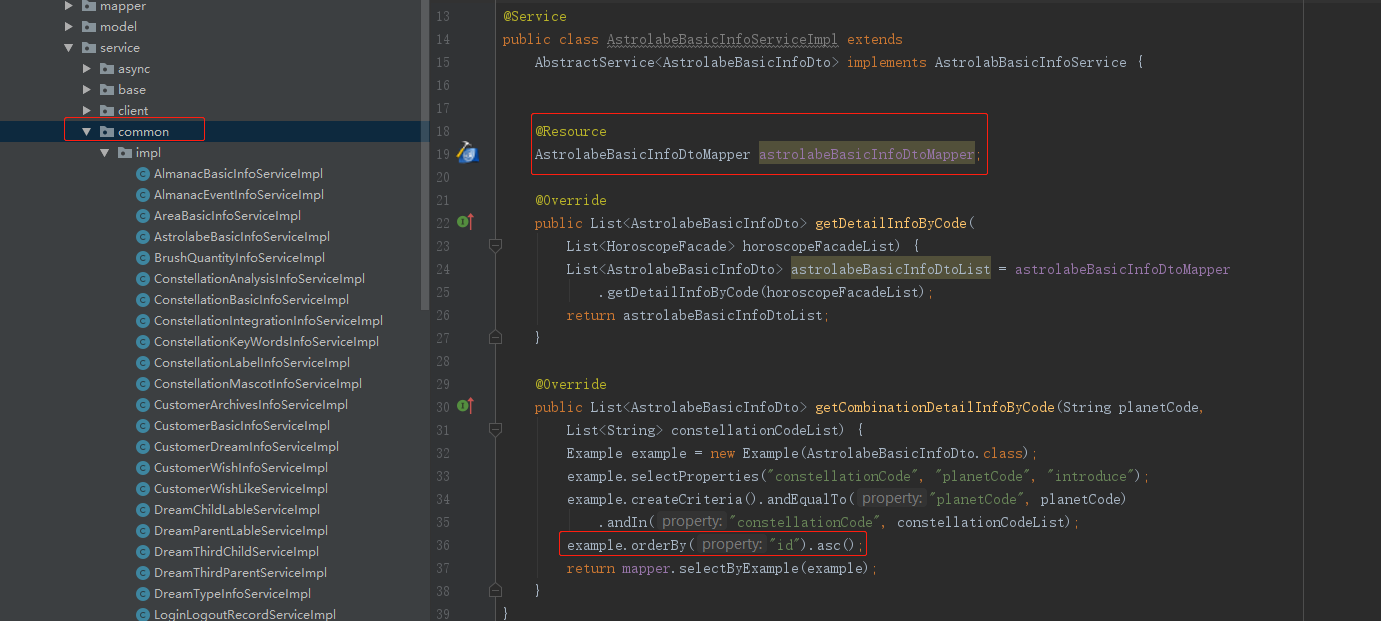 mapper
model
service
async
base
client
common
impl
AlmanacBasicInfoServiceImpl
AlmanacEventInfoServiceImpl
AreaBasicInfoServiceImpl
AstrolabeBasicInfoServiceImpl
BrushQuantityInfoServiceImpl
ConstellationAnalysisInfoServiceImpl
ConstellationBasicInfoServiceImpl
ConstellationIntegrationInfoServiceImpl
ConstellationKeyWordsInfoServiceImpl
ConstellationLabelInfoServiceImpl
ConstellationMascotInfoServiceImpl
CustomerArchivesInfoServiceImpl
CustomerBasicInfoServiceImpl
CustomerDreamInfoServiceImpl
CustomerWishInfoServiceImpl
CustomerWishLikeServiceImpl
DreamChildLableServiceImpl
DreamParentLableServiceImpl
DreamThirdChildServiceImpl
DreamThirdParentServiceImpl
DreamTypeInfoServiceImpl
LoginLogoutRecordServiceImpl
13 @Service
14 public class AstrolabeBasicInfoServiceImpl extends
15 AbstractService<AstrolabeBasicInfoDto> implements AstrolabBasicInfoService {
16
17
18 @Resource
19 AstrolabeBasicInfoDtoMapper astrolabeBasicInfoDtoMapper;
20
21 @Override
22 public List<AstrolabeBasicInfoDto> getDetailInfoByCode(
23 List<HoroscopeFacade> horoscopeFacadeList) {
24 List<AstrolabeBasicInfoDto> astrolabeBasicInfoDtoList = astrolabeBasicInfoDtoMapper
25 .getDetailInfoByCode(horoscopeFacadeList);
26 return astrolabeBasicInfoDtoList;
27 }
28
29 @Override
30 public List<AstrolabeBasicInfoDto> getCombinationDetailInfoByCode(String planetCode,
31 List<String> constellationCodeList) {
32 Example example = new Example(AstrolabeBasicInfoDto.class);
33 example.selectProperties("constellationCode", "planetCode", "introduce");
34 example.createCriteria().andEqualTo( property: "planetCode", planetCode)
35 .andIn( property: "constellationCode", constellationCodeList);
36 example.orderBy( property: "id").asc();
37 return mapper.selectByExample(example);
38 }
39 }